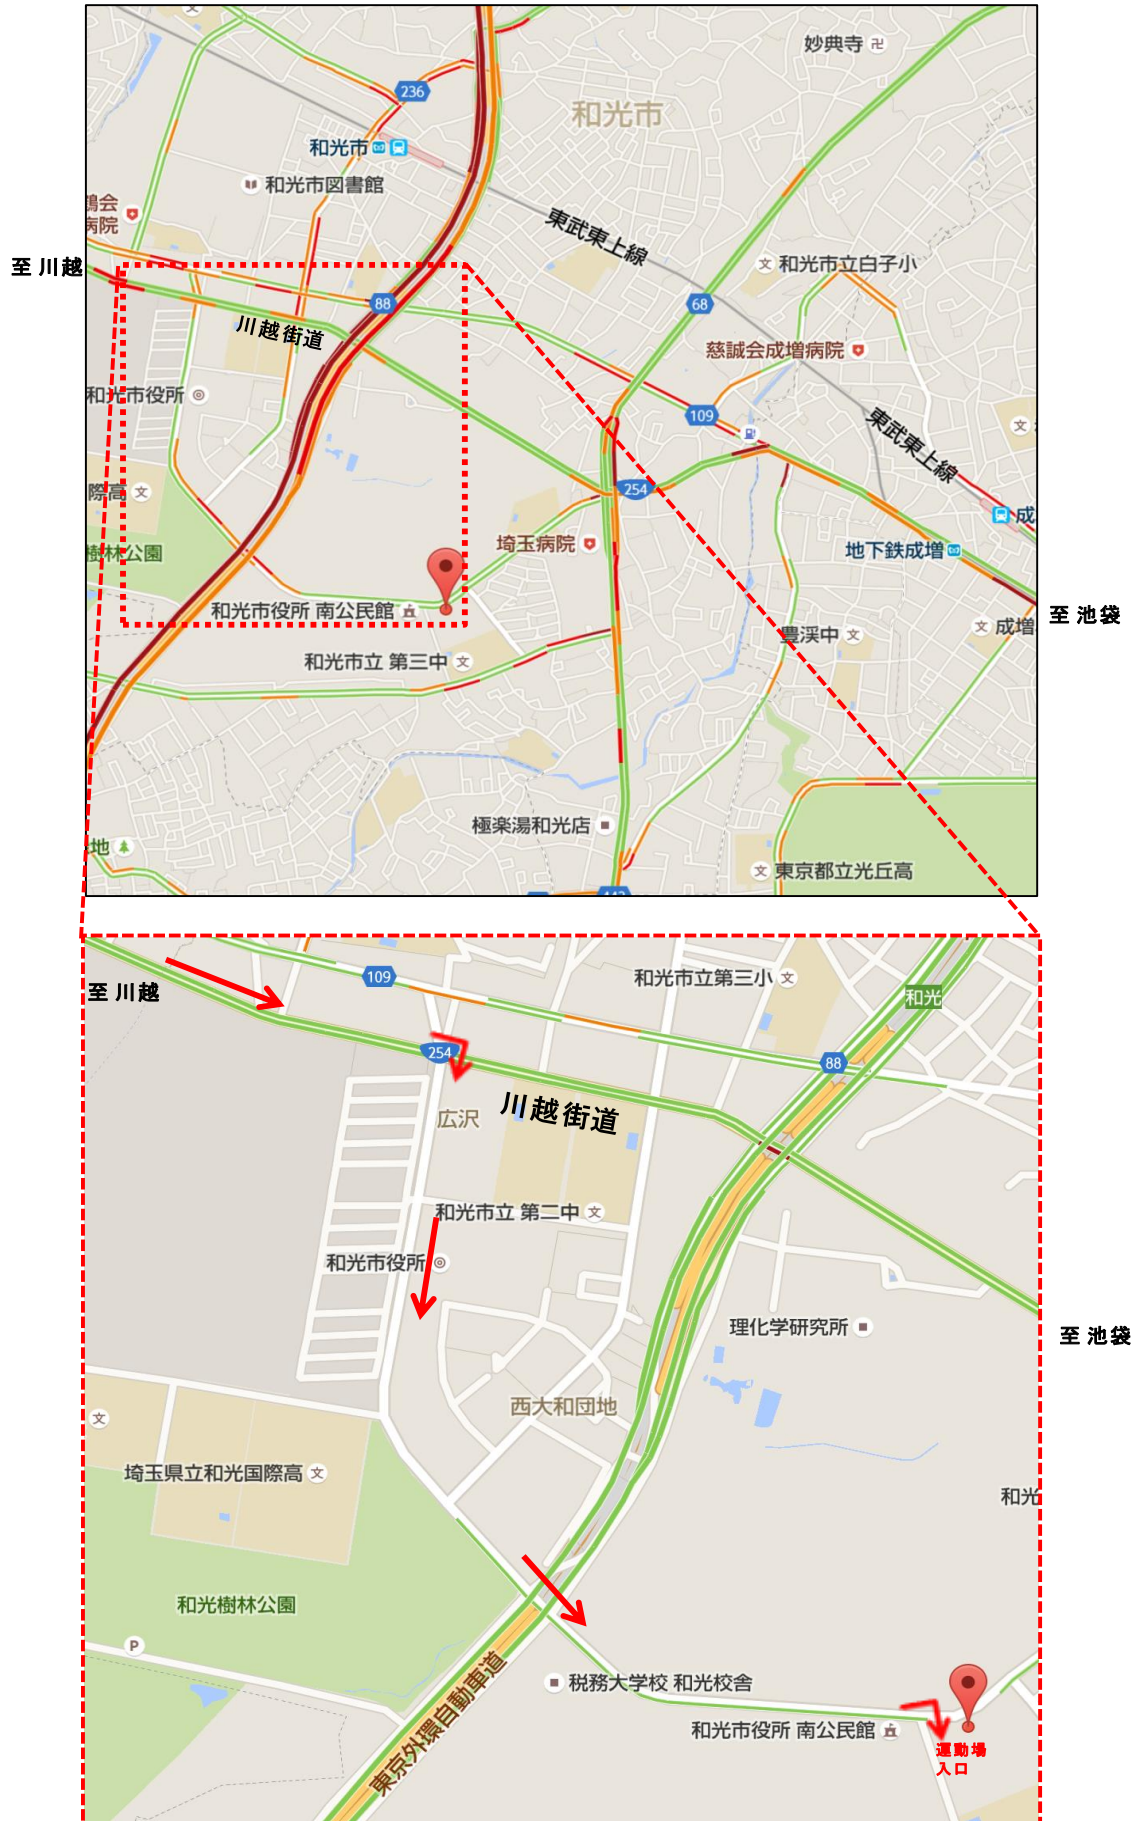 妙典寺
236
和光市
和光市
和光市図書館
病院
東武東上線
至 川越
和光市立白子小
88
68
川越街道
慈誠会成増病院
和光市役所
109
東武東上線
際高
254
成
埼玉病院
地下鉄成増
樹林公園
和光市役所 南公民館
至 池袋
成増
豊渓中
和光市立 第三中
極楽湯和光店
地
東京都立光丘高
和光市立第三小
109
至 川越
和光
254
88
川越街道
広沢
和光市立 第二中
和光市役所
理化学研究所
至 池袋
西大和団地
埼玉県立和光国際高
和光
和光樹林公園
P
税務大学校 和光校舎
和光市役所 南公民館
東京外環自動車道
運動場
入口